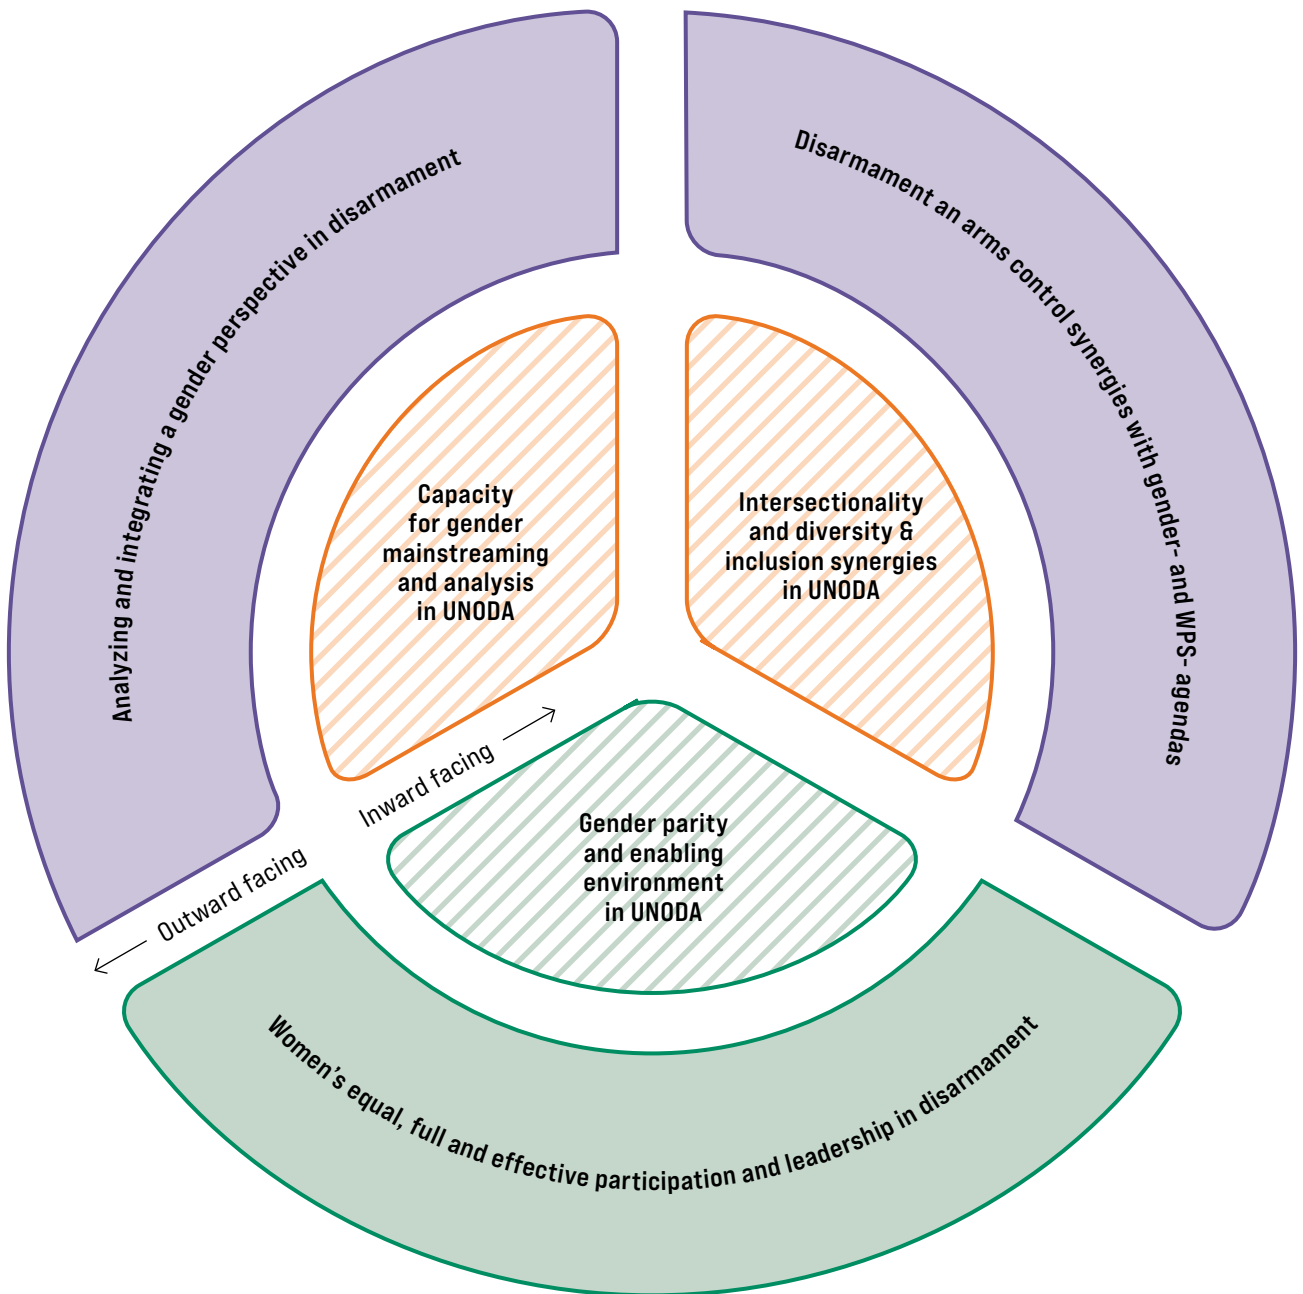 Analyzing and integrating a gender perspective in disarmament
Disarmament an arms control synergies with gender- and WPS- agendas
Capacity
for gender
mainstreaming
and analysis
in UNODA
Intersectionality
and diversity &
inclusion synergies
in UNODA
Inward facing
Outward facing
Gender parity
and enabling
environment
in UNODA
Women's equal, full and effective participation and leadership in disarmament